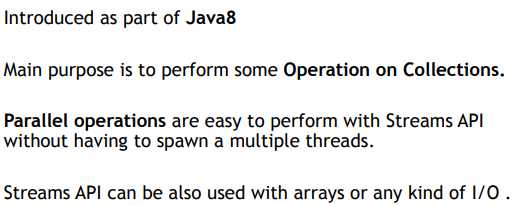 Introduced as part of Java8
Main purpose is to perform some Operation on Collections.
Parallel operations are easy to perform with Streams API
without having to spawn a multiple threads.
Streams API can be also used with arrays or any kind of I/O .